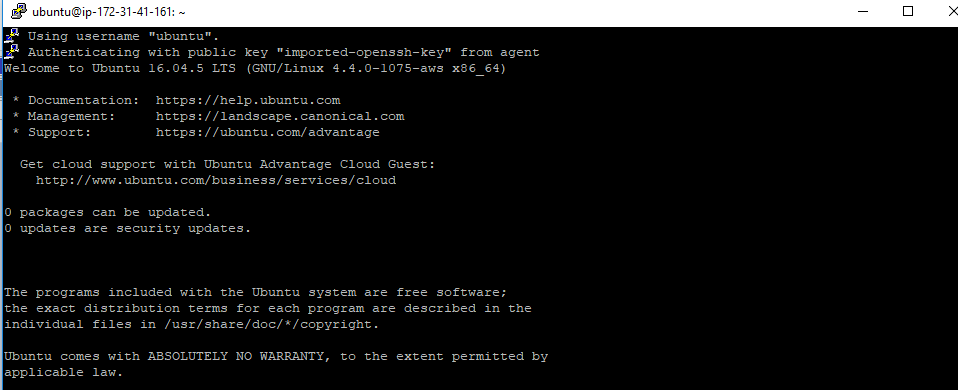 ubuntu@ip-172-31-41-161: ~
Using username "ubuntu".
Authenticating with public key "imported-openssh-key" from agent
Welcome to Ubuntu 16.04.5 LTS (GNU/Linux 4.4.0-1075-aws x86_64)
* Documentation:  https://help.ubuntu.com
* Management:     https://landscape.canonical.com
* Support:        https://ubuntu.com/advantage
Get cloud support with Ubuntu Advantage Cloud Guest:
http://www.ubuntu.com/business/services/cloud
0 packages can be updated.
0 updates are security updates.
The programs included with the Ubuntu system are free software;
the exact distribution terms for each program are described in the
individual files in /usr/share/doc/*/copyright.
Ubuntu comes with ABSOLUTELY NO WARRANTY, to the extent permitted by
applicable law.